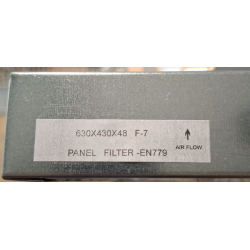 630X430X48 F-7
PANEL FILTER -EN779
AIR FLOW